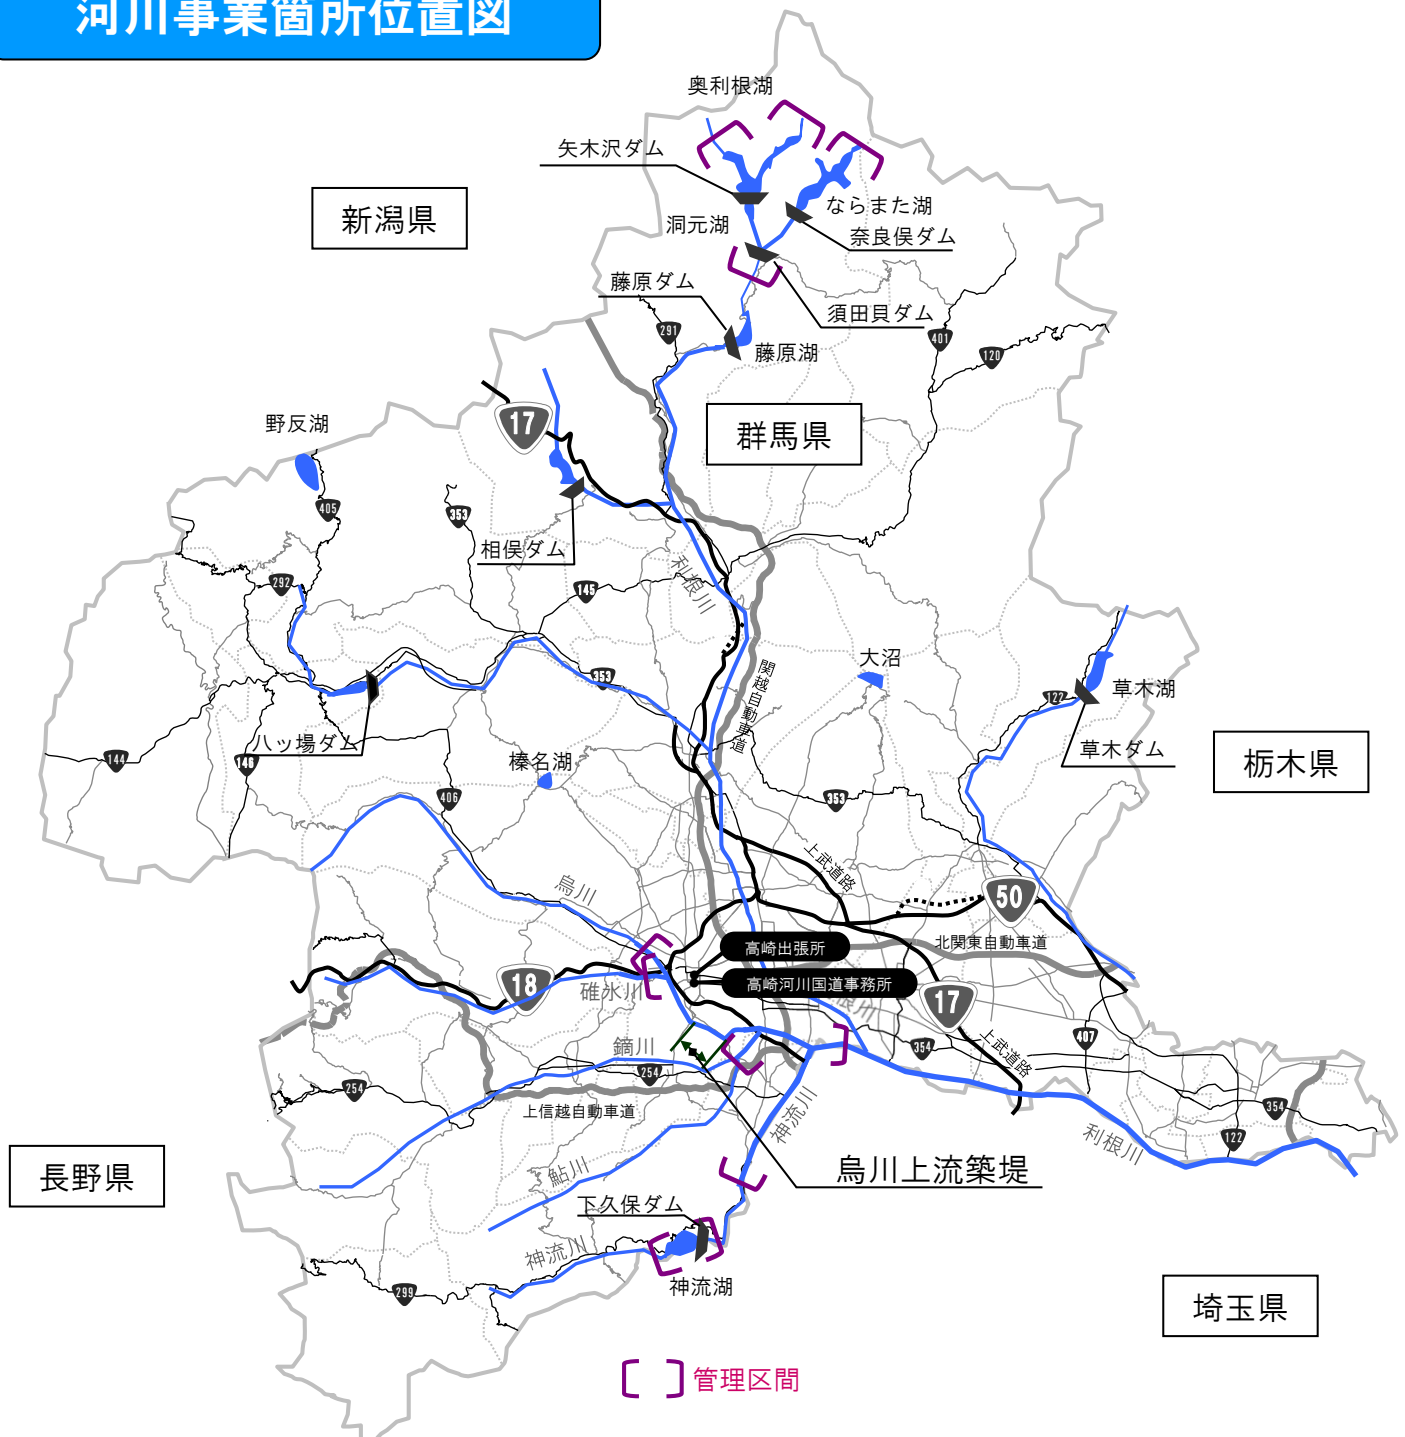 河川事業箇所位置図
奥利根湖
矢木沢ダム
新潟県
ならまた湖
洞元湖
奈良俣ダム
藤原ダム
須田貝ダム
291
401
藤原湖
120
17
野反湖
群馬県
405
353
相俣ダム
利根川
292
145
大沼
関越自動車道
353
草木湖
122
八ッ場ダム
草木ダム
144
146
榛名湖
栃木県
406
353
上武道路
烏川
50
高崎出張所
北関東自動車道
18
高崎河川国道事務所
碓氷川
17
利根川
鏑川
354
上武道路
407
254
254
上信越自動車道
神流川
354
122
利根川
長野県
鮎川
烏川上流築堤
下久保ダム
神流川
神流湖
299
埼玉県
管理区間